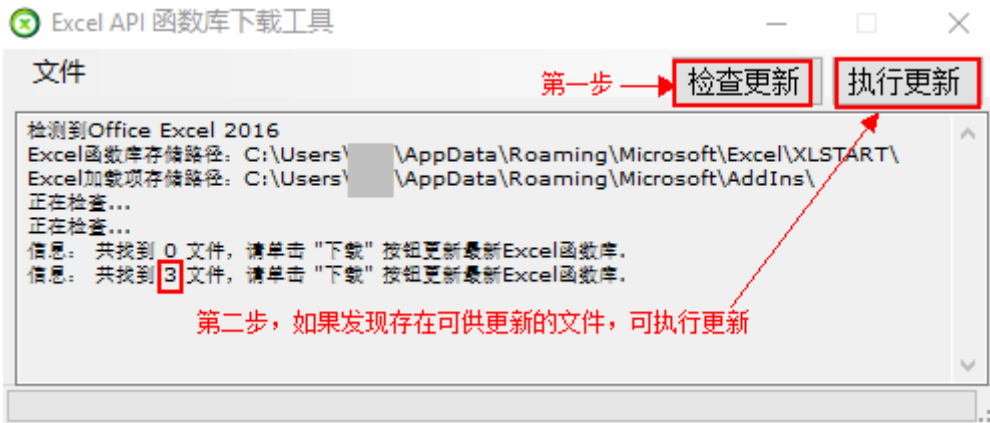 Excel API 函数库下载工具
文件
第一步
检查更新
执行更新
检测到Office Excel 2016
Excel函数库存储路径：C:\Users\ \AppData\Roaming\Microsoft\Excel\XLSTART\
Excel加载项存储路径：C:\Users\ \AppData\Roaming\Microsoft\AddIns\
正在检查...
正在检查...
信息： 共找到 0 文件，请单击 "下载" 按钮更新最新Excel函数库.
信息： 共找到 3 文件，请单击 "下载" 按钮更新最新Excel函数库.
第二步，如果发现存在可供更新的文件，可执行更新